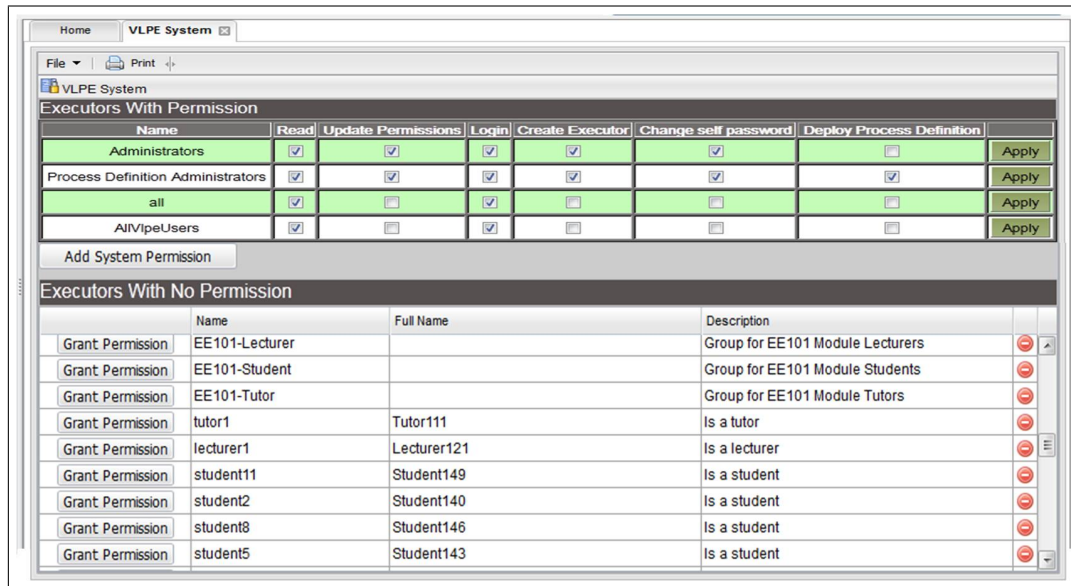 Home VLPE System
File Print
VLPE System
Executors With Permission
Name Read Update Permissions Login Create Executor Change self password Deploy Process Definition
Administrators Apply
Process Definition Administrators Apply
all Apply
AllVlpeUsers Apply
Add System Permission
Executors With No Permission
Name Full Name Description
Grant Permission EE101-Lecturer Group for EE101 Module Lecturers
Grant Permission EE101-Student Group for EE101 Module Students
Grant Permission EE101-Tutor Group for EE101 Module Tutors
Grant Permission tutor1 Tutor111 Is a tutor
Grant Permission lecturer1 Lecturer121 Is a lecturer
Grant Permission student11 Student149 Is a student
Grant Permission student2 Student140 Is a student
Grant Permission student8 Student146 Is a student
Grant Permission student5 Student143 Is a student